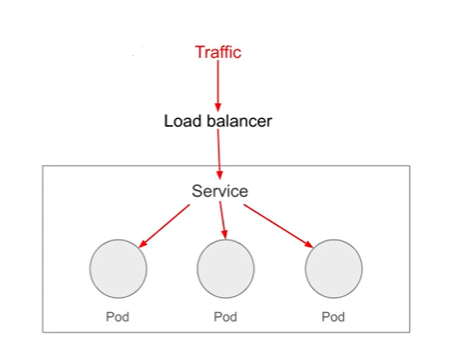 Traffic
Load balancer
Service
Pod
Pod
Pod